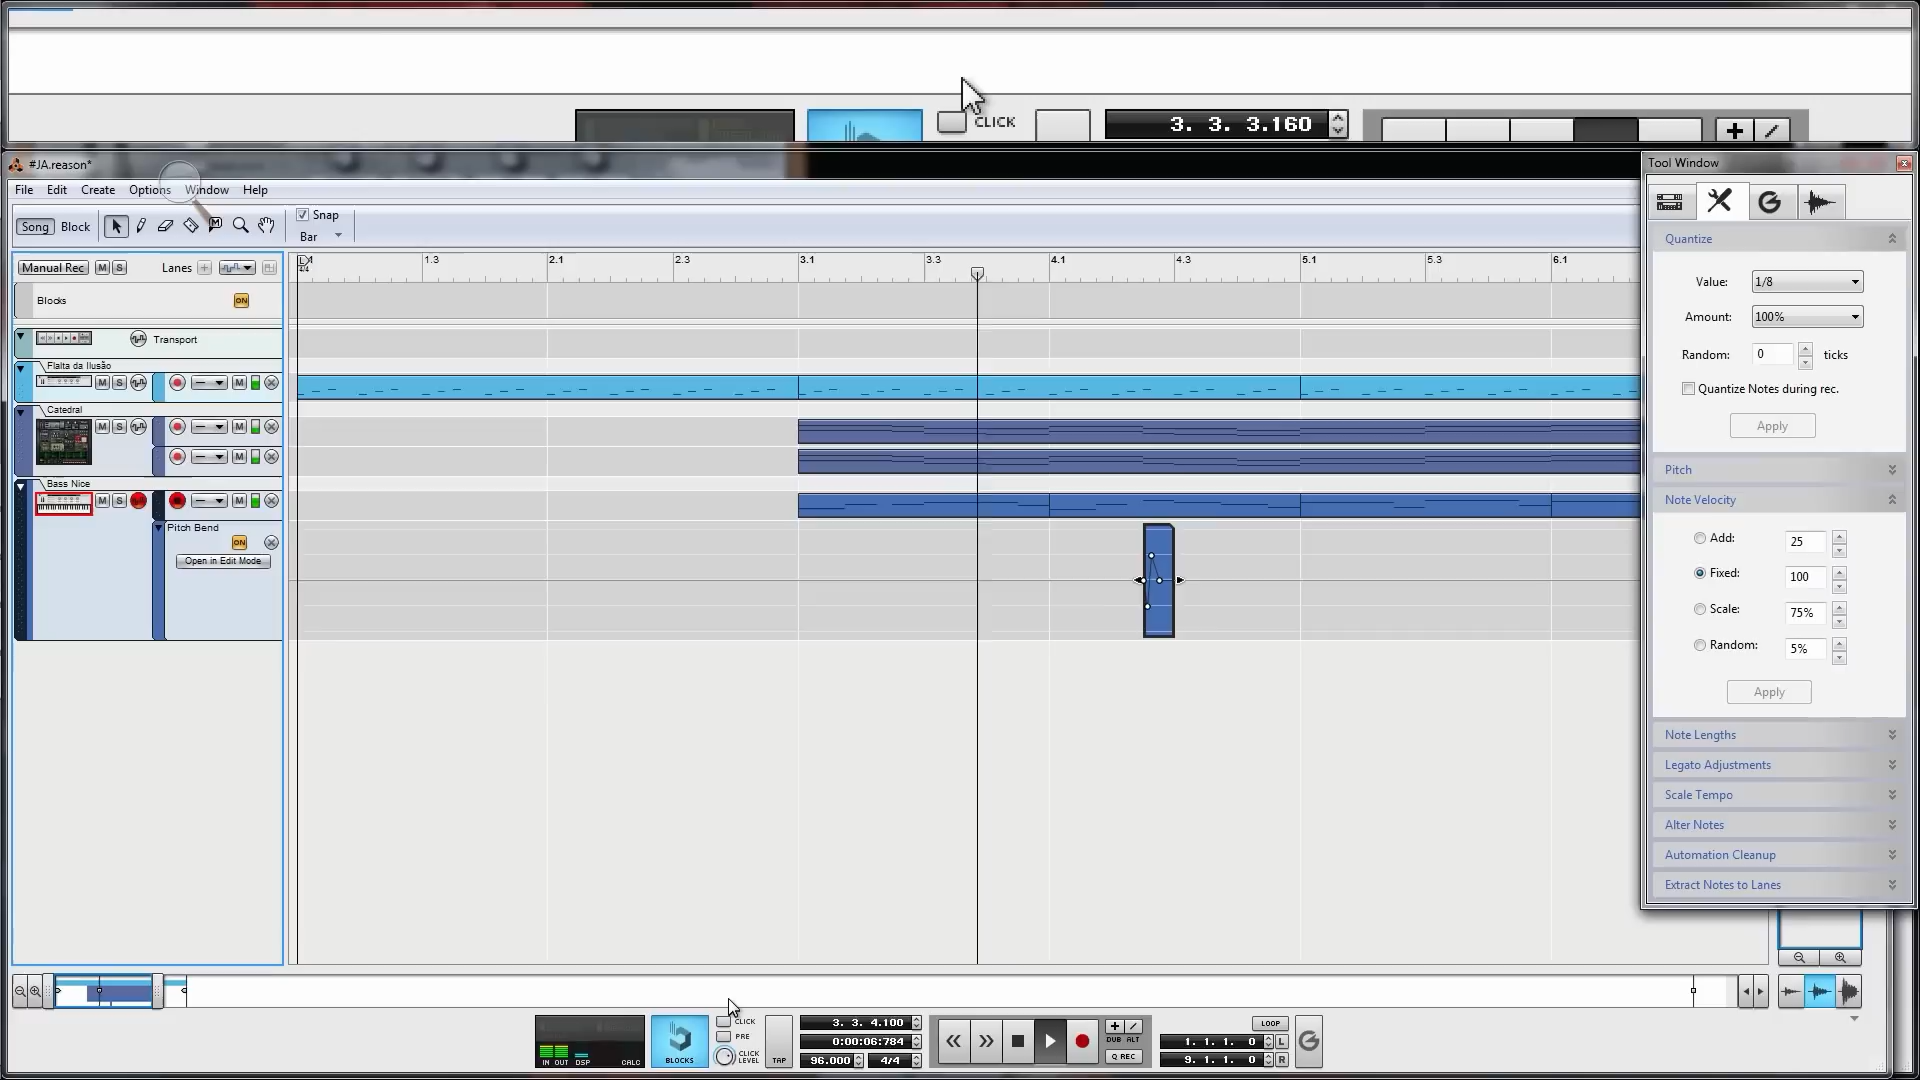 CLICK
3. 3. 3.160
#JA.reason*
Tool Window
File Edit Create Options Window Help
Song Block
M
Snap
Bar
Quantize
Value: 1/8
Amount: 100%
Random: 0 ticks
Quantize Notes during rec.
Apply
Pitch
Note Velocity
Add: 25
Fixed: 100
Scale: 75%
Random: 5%
Apply
Note Lengths
Legato Adjustments
Scale Tempo
Alter Notes
Automation Cleanup
Extract Notes to Lanes
Manual Rec M S Lanes
L 4/4 1.3 2.1 2.3 3.1 3.3 4.1 4.3 5.1 5.3 6.1
Blocks ON
Transport
Flaita da Ilusão
M S M
Catedral
M S M
M
Bass Nice
M S M
Pitch Bend
ON
Open in Edit Mode
IN OUT DSP CALC
BLOCKS
CLICK
PRE
CLICK LEVEL
TAP
3. 3. 4.100
0:00:06:784
96.000 4/4
DUB ALT
Q REC
LOOP
1. 1. 1. 0 L
9. 1. 1. 0 R